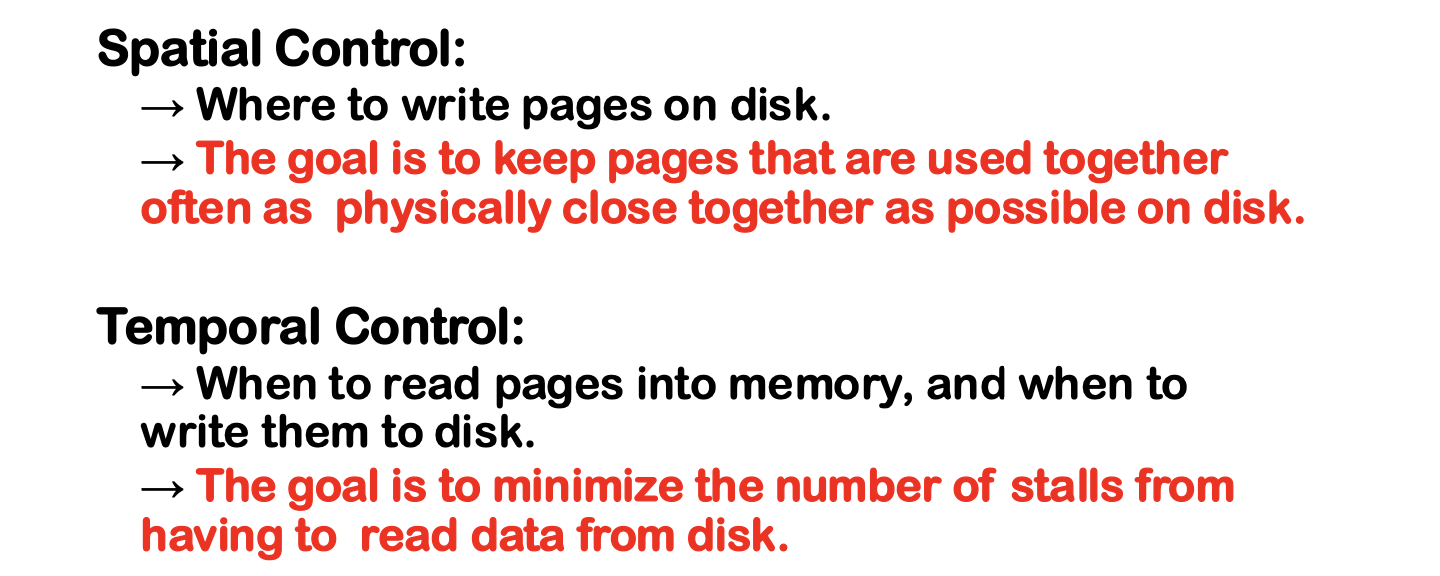 Spatial Control:
→ Where to write pages on disk.
→ The goal is to keep pages that are used together
often as  physically close together as possible on disk.
Temporal Control:
→ When to read pages into memory, and when to
write them to disk.
→ The goal is to minimize the number of stalls from
having to  read data from disk.